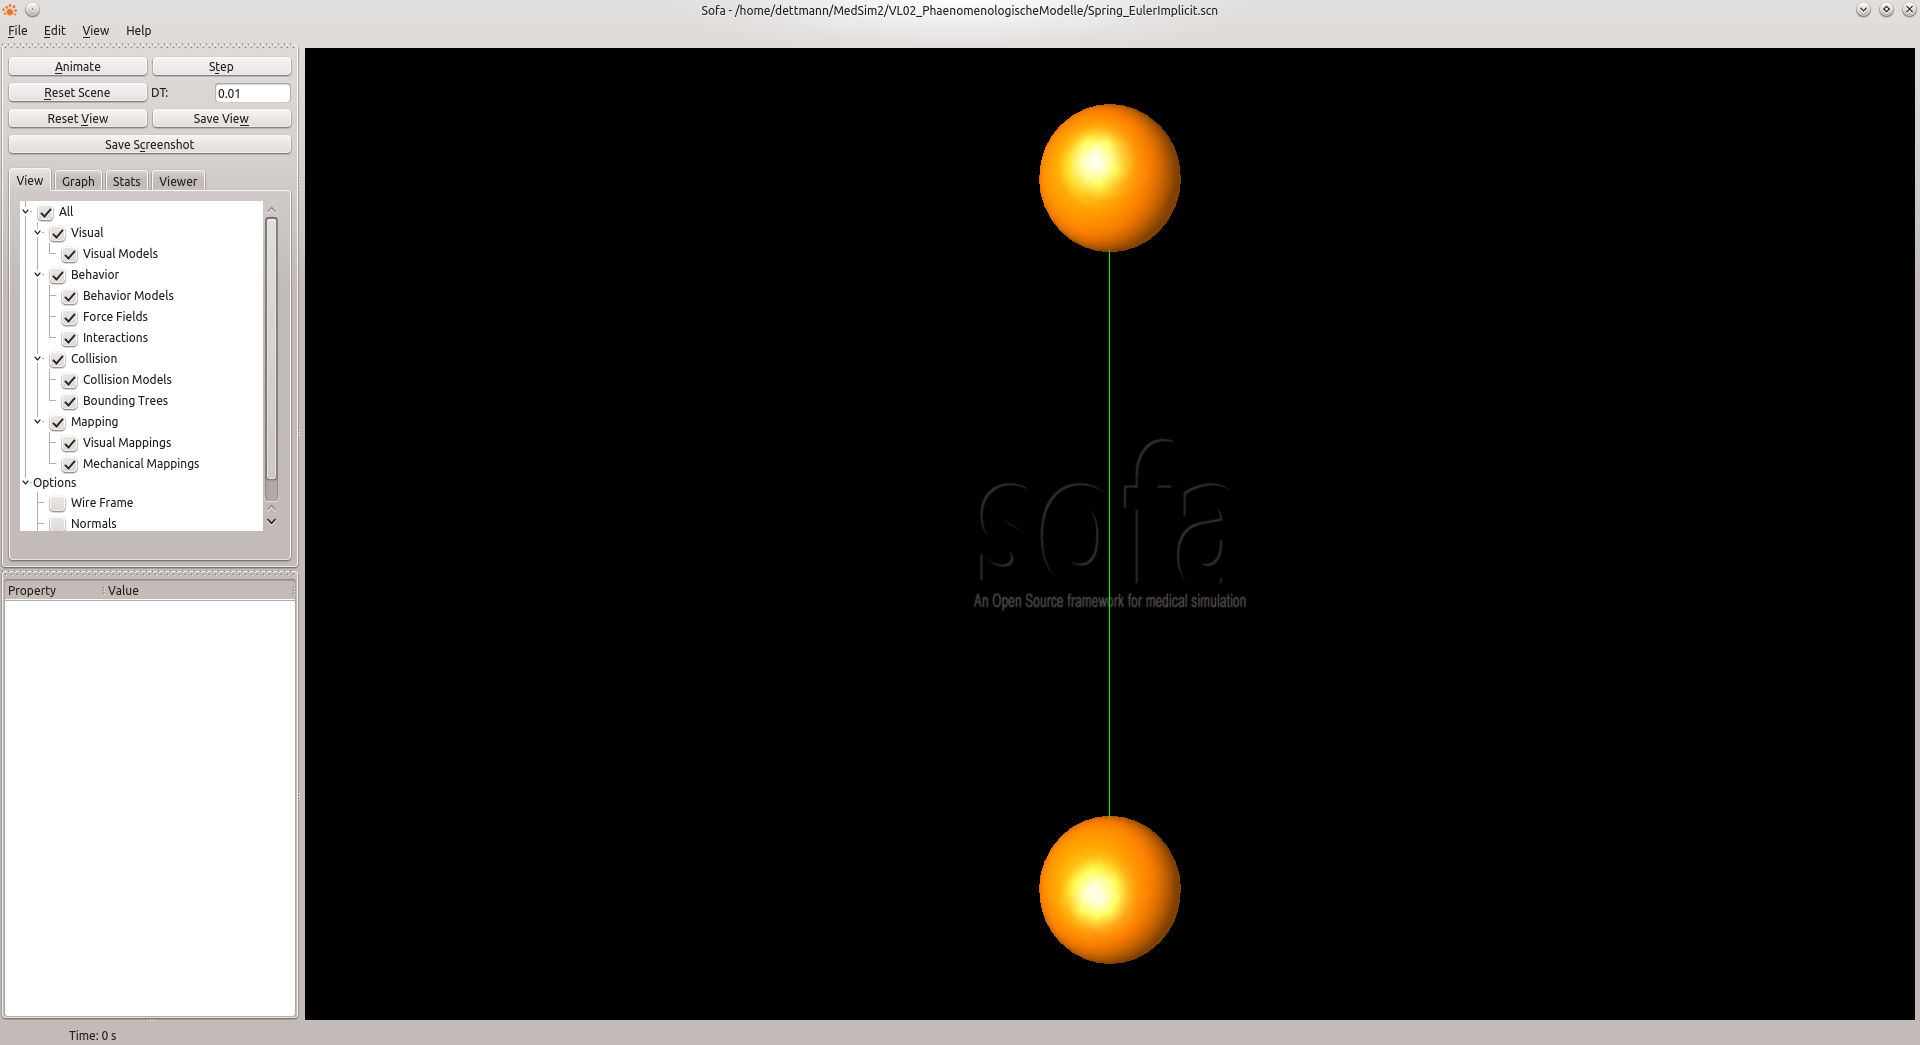 Sofa - /home/dettmann/MedSim2/VL02_PhaenomenologischeModelle/Spring_EulerImplicit.scn
File Edit View Help
Animate Step
Reset Scene DT: 0.01
Reset View Save View
Save Screenshot
View Graph Stats Viewer
All
Visual
Visual Models
Behavior
Behavior Models
Force Fields
Interactions
Collision
Collision Models
Bounding Trees
Mapping
Visual Mappings
Mechanical Mappings
Options
Wire Frame
Normals
Property Value
sofa
An Open Source framework for medical simulation
Time: 0 s